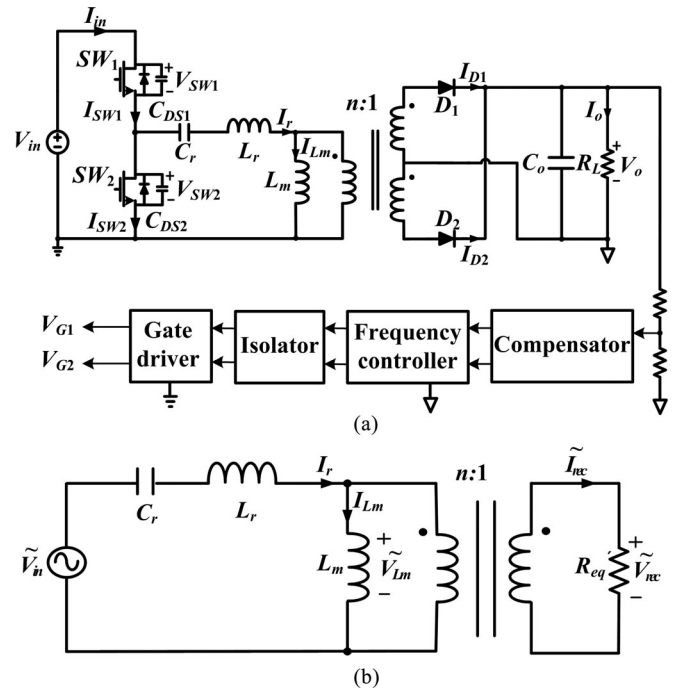 I_in
SW_1
V_SW1
I_SW1
C_DS1
V_in
C_r
L_r
I_r
I_Lm
L_m
n:1
SW_2
V_SW2
I_SW2
C_DS2
D_1
I_D1
D_2
I_D2
C_o
R_L
I_o
V_o
V_G1
V_G2
Gate driver
Isolator
Frequency controller
Compensator
(a)
Ṽ_in
C_r
L_r
I_r
I_Lm
L_m
+
Ṽ_Lm
−
n:1
Ĩ_rec
R_eq
+
Ṽ_rec
−
(b)